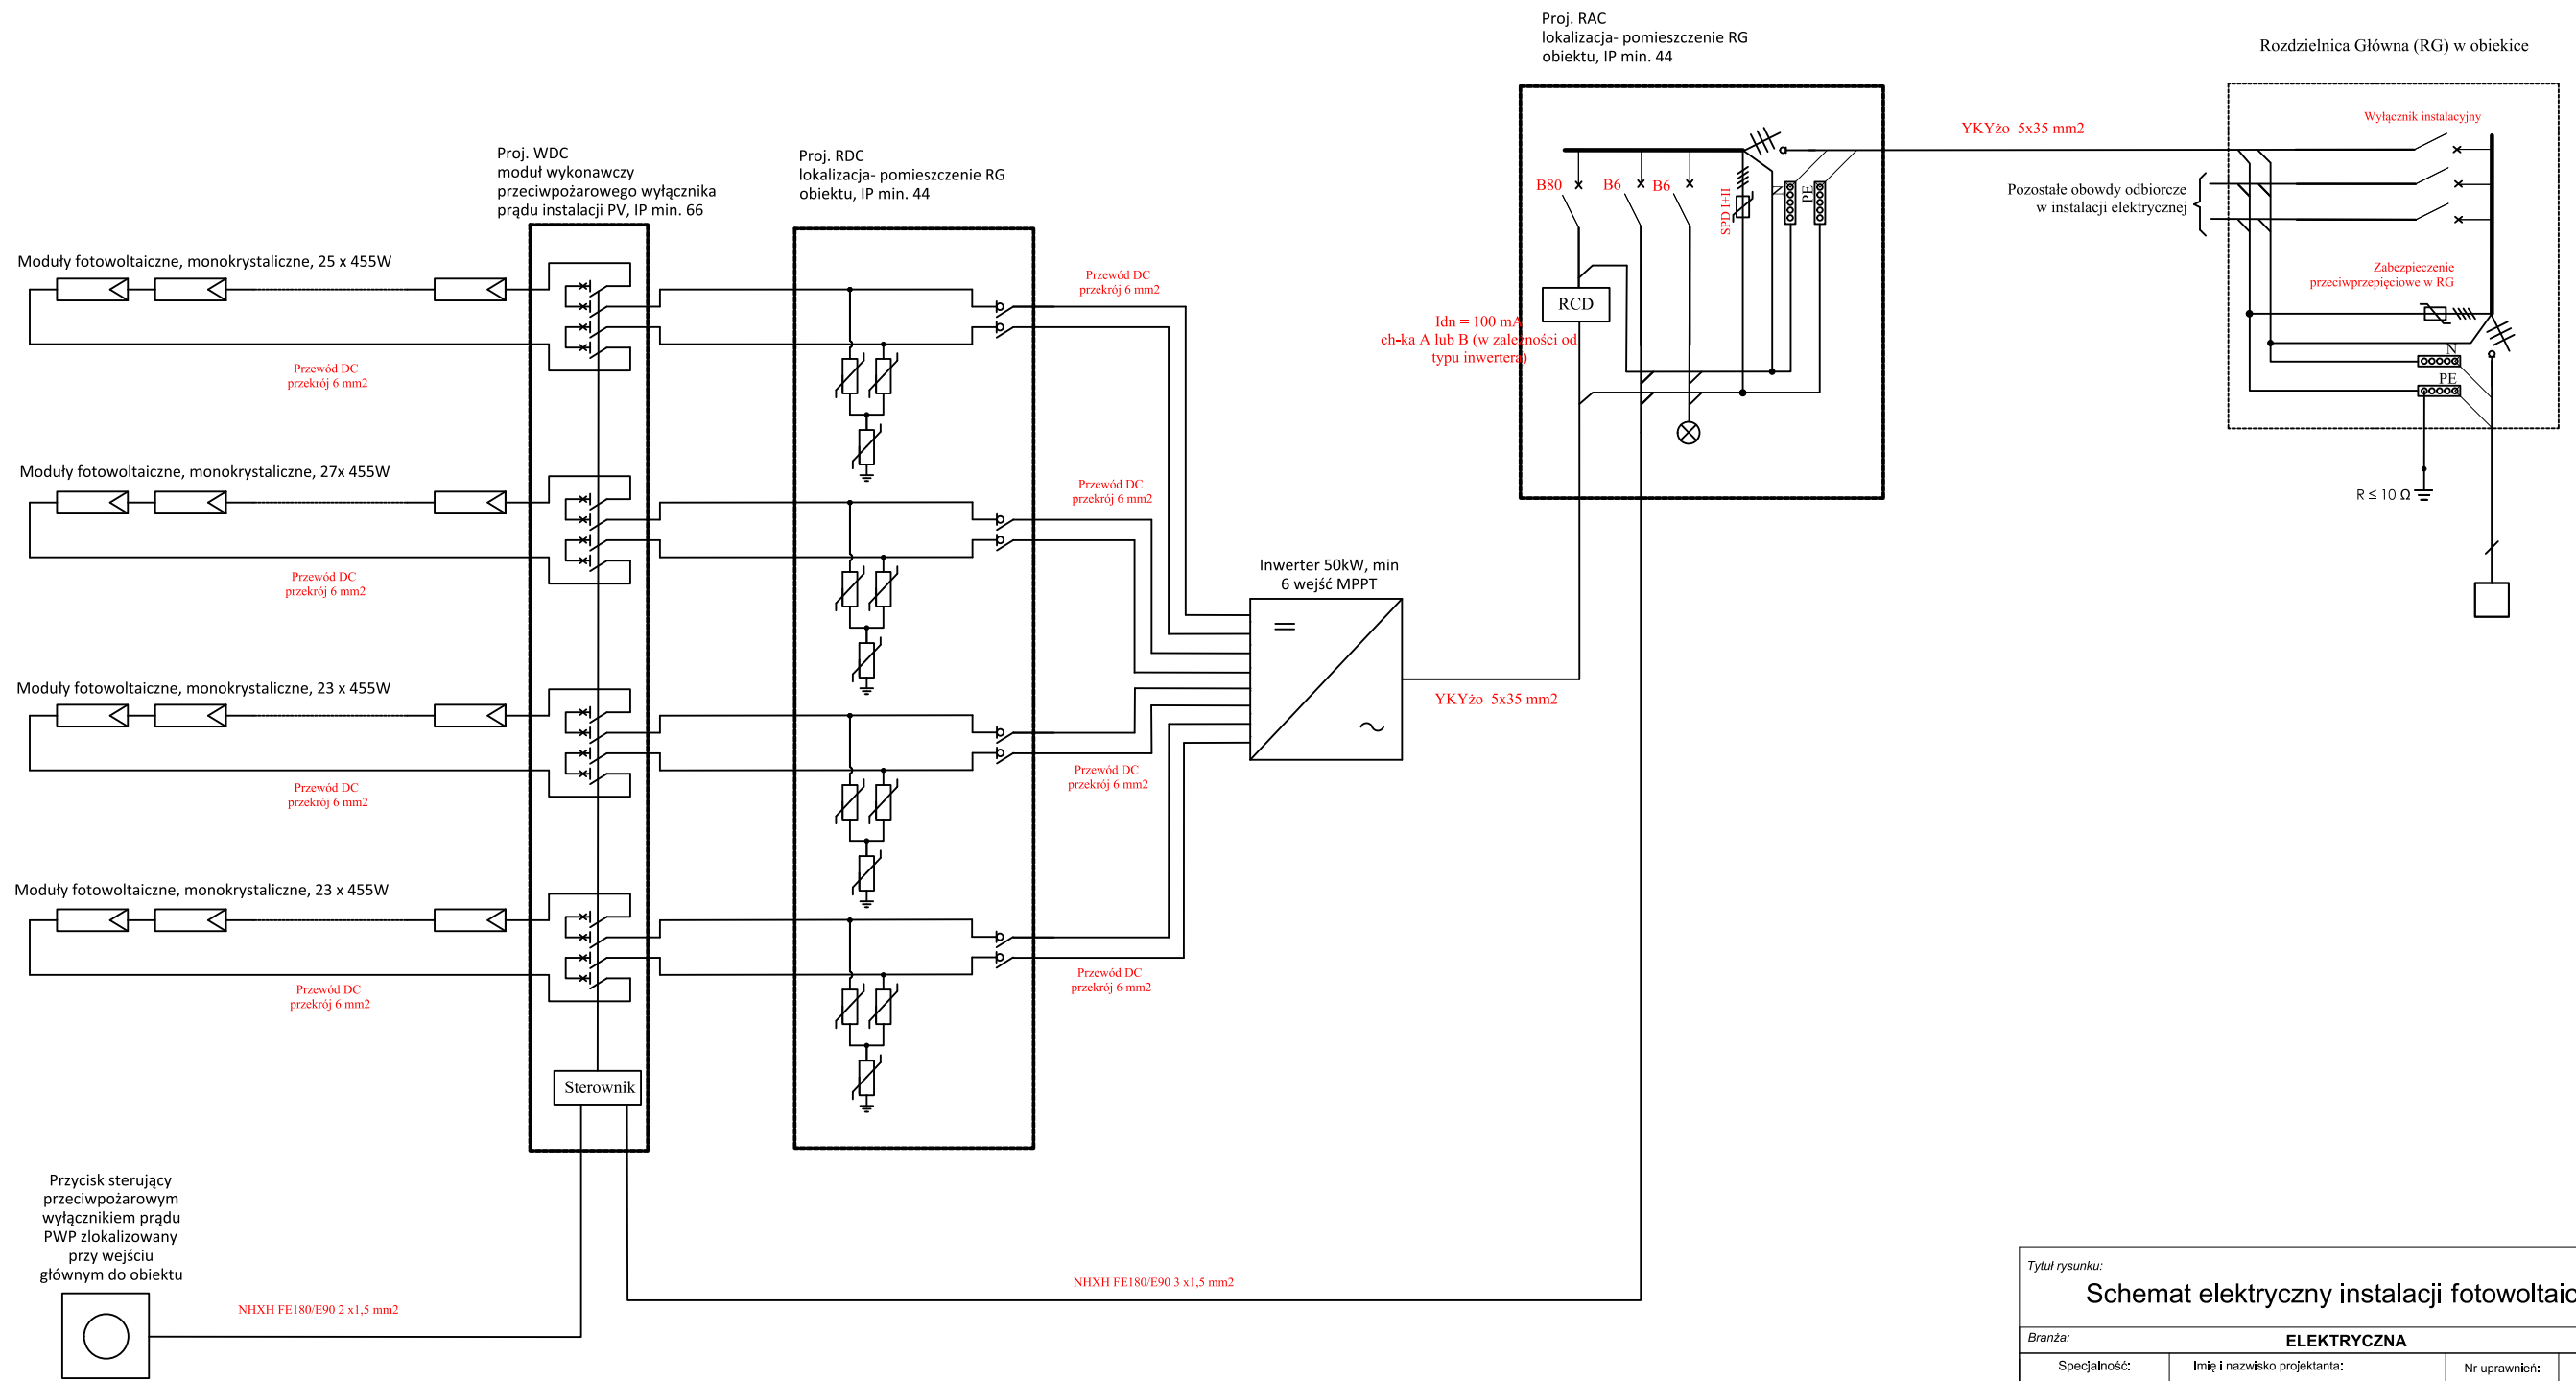 Proj. RAC
lokalizacja- pomieszczenie RG
obiektu, IP min. 44
Rozdzielnica Główna (RG) w obiekice
YKYżo  5x35 mm2
Wyłącznik instalacyjny
Pozostałe obowdy odbiorcze
w instalacji elektrycznej
Zabezpieczenie
przeciwprzepięciowe w RG
N
PE
R ≤ 10 Ω
B80
B6
B6
SPD I+II
N
PE
RCD
Idn = 100 mA
ch-ka A lub B (w zależności od
typu inwertera)
Proj. WDC
moduł wykonawczy
przeciwpożarowego wyłącznika
prądu instalacji PV, IP min. 66
Proj. RDC
lokalizacja- pomieszczenie RG
obiektu, IP min. 44
Moduły fotowoltaiczne, monokrystaliczne, 25 x 455W
Przewód DC
przekrój 6 mm2
Przewód DC
przekrój 6 mm2
Moduły fotowoltaiczne, monokrystaliczne, 27x 455W
Przewód DC
przekrój 6 mm2
Przewód DC
przekrój 6 mm2
Inwerter 50kW, min
6 wejść MPPT
YKYżo  5x35 mm2
Moduły fotowoltaiczne, monokrystaliczne, 23 x 455W
Przewód DC
przekrój 6 mm2
Przewód DC
przekrój 6 mm2
Moduły fotowoltaiczne, monokrystaliczne, 23 x 455W
Przewód DC
przekrój 6 mm2
Przewód DC
przekrój 6 mm2
Sterownik
Przycisk sterujący
przeciwpożarowym
wyłącznikiem prądu
PWP zlokalizowany
przy wejściu
głównym do obiektu
NHXH FE180/E90 2 x1,5 mm2
NHXH FE180/E90 3 x1,5 mm2
Tytuł rysunku:
Schemat elektryczny instalacji fotowoltaic
Branża:
ELEKTRYCZNA
Specjalność:
Imię i nazwisko projektanta:
Nr uprawnień: